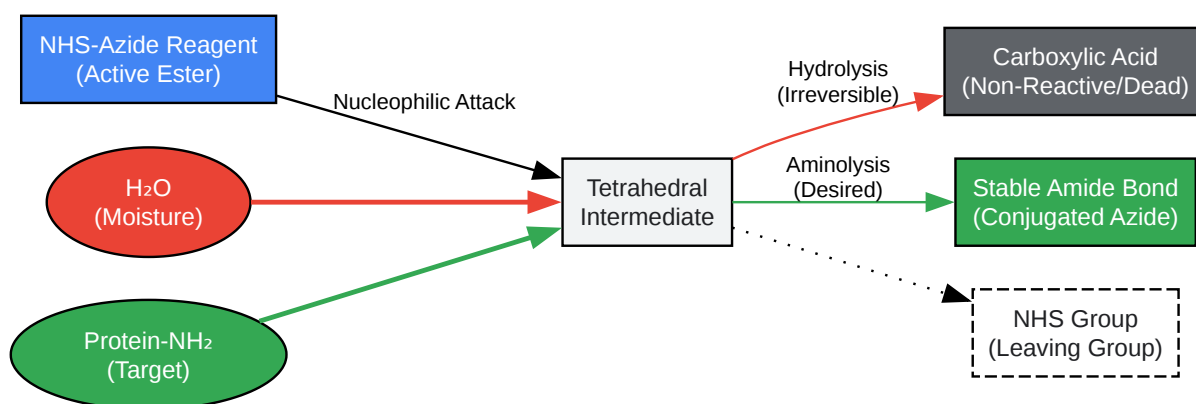 NHS-Azide Reagent
(Active Ester)
Nucleophilic Attack
H₂O
(Moisture)
Protein-NH₂
(Target)
Tetrahedral
Intermediate
Hydrolysis
(Irreversible)
Aminolysis
(Desired)
Carboxylic Acid
(Non-Reactive/Dead)
Stable Amide Bond
(Conjugated Azide)
NHS Group
(Leaving Group)